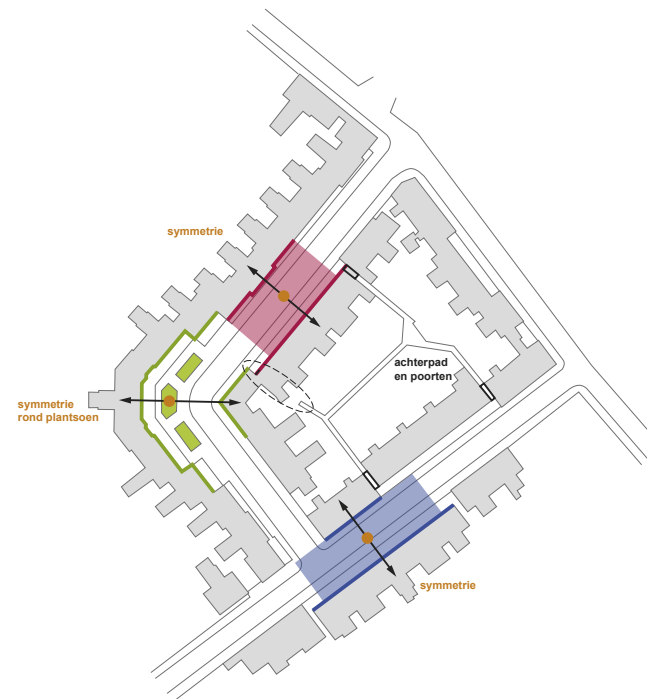 symmetrie
achterpad
en poorten
symmetrie
rond plantsoen
symmetrie